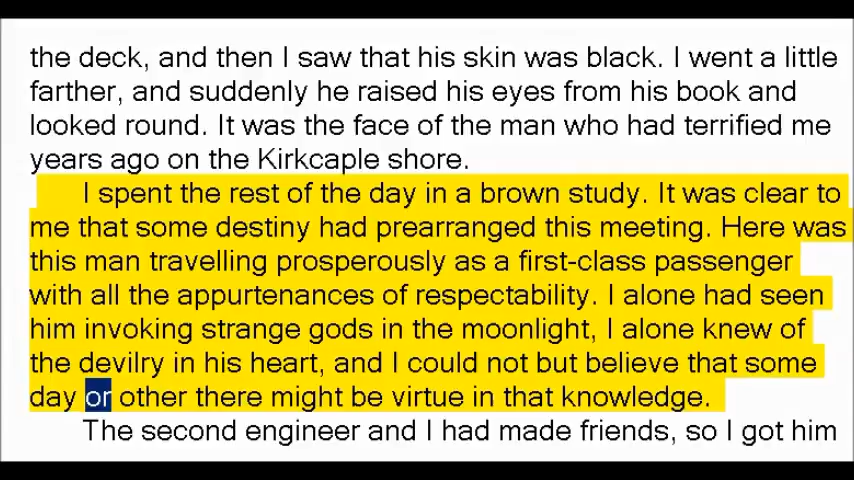 the deck, and then I saw that his skin was black. I went a little
farther, and suddenly he raised his eyes from his book and
looked round. It was the face of the man who had terrified me
years ago on the Kirkcaple shore.
I spent the rest of the day in a brown study. It was clear to
me that some destiny had prearranged this meeting. Here was
this man travelling prosperously as a first-class passenger
with all the appurtenances of respectability. I alone had seen
him invoking strange gods in the moonlight, I alone knew of
the devilry in his heart, and I could not but believe that some
day or other there might be virtue in that knowledge.
The second engineer and I had made friends, so I got him